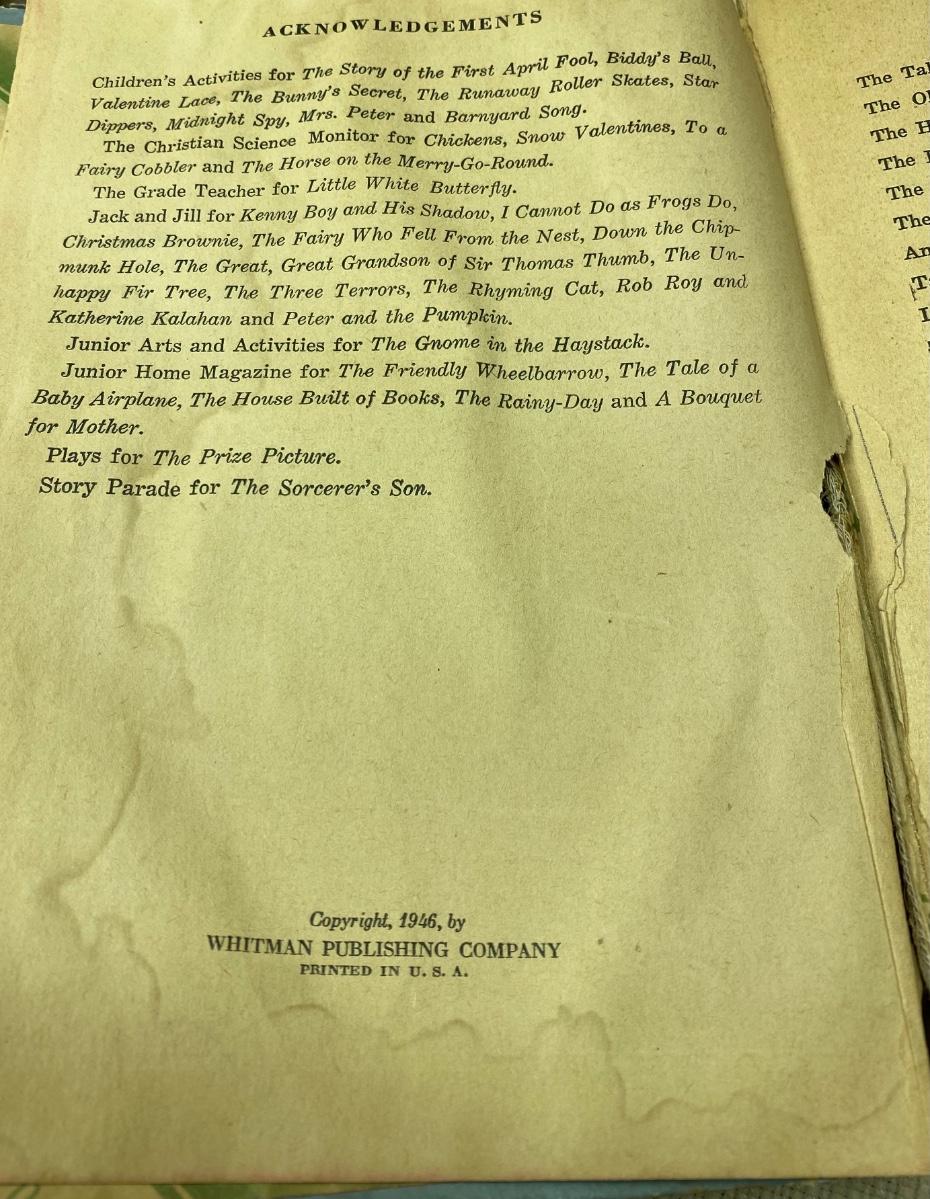 ACKNOWLEDGEMENTS
Children's Activities for The Story of the First April Fool, Biddy's Ball,
Valentine Lace, The Bunny's Secret, The Runaway Roller Skates, Star
Dippers, Midnight Spy, Mrs. Peter and Barnyard Song.
The Christian Science Monitor for Chickens, Snow Valentines, To a
Fairy Cobbler and The Horse on the Merry-Go-Round.
The Grade Teacher for Little White Butterfly.
Jack and Jill for Kenny Boy and His Shadow, I Cannot Do as Frogs Do,
Christmas Brownie, The Fairy Who Fell From the Nest, Down the Chip-
munk Hole, The Great, Great Grandson of Sir Thomas Thumb, The Un-
happy Fir Tree, The Three Terrors, The Rhyming Cat, Rob Roy and
Katherine Kalahan and Peter and the Pumpkin.
Junior Arts and Activities for The Gnome in the Haystack.
Junior Home Magazine for The Friendly Wheelbarrow, The Tale of a
Baby Airplane, The House Built of Books, The Rainy-Day and A Bouquet
for Mother.
Plays for The Prize Picture.
Story Parade for The Sorcerer's Son.
Copyright, 1946, by
WHITMAN PUBLISHING COMPANY
PRINTED IN U. S. A.
The
The
The
The
The
The